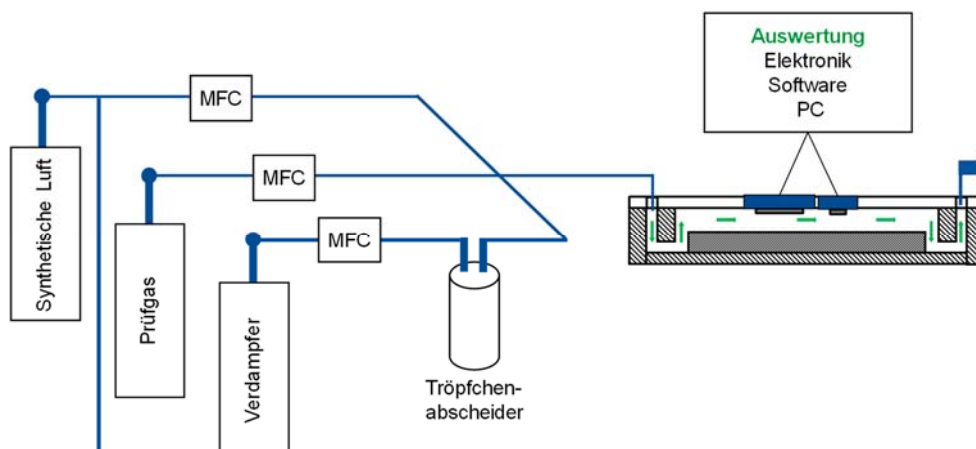 Auswertung
Elektronik
Software
PC
MFC
Synthetische Luft
MFC
Prüfgas
MFC
Verdampfer
Tröpfchen-
abscheider